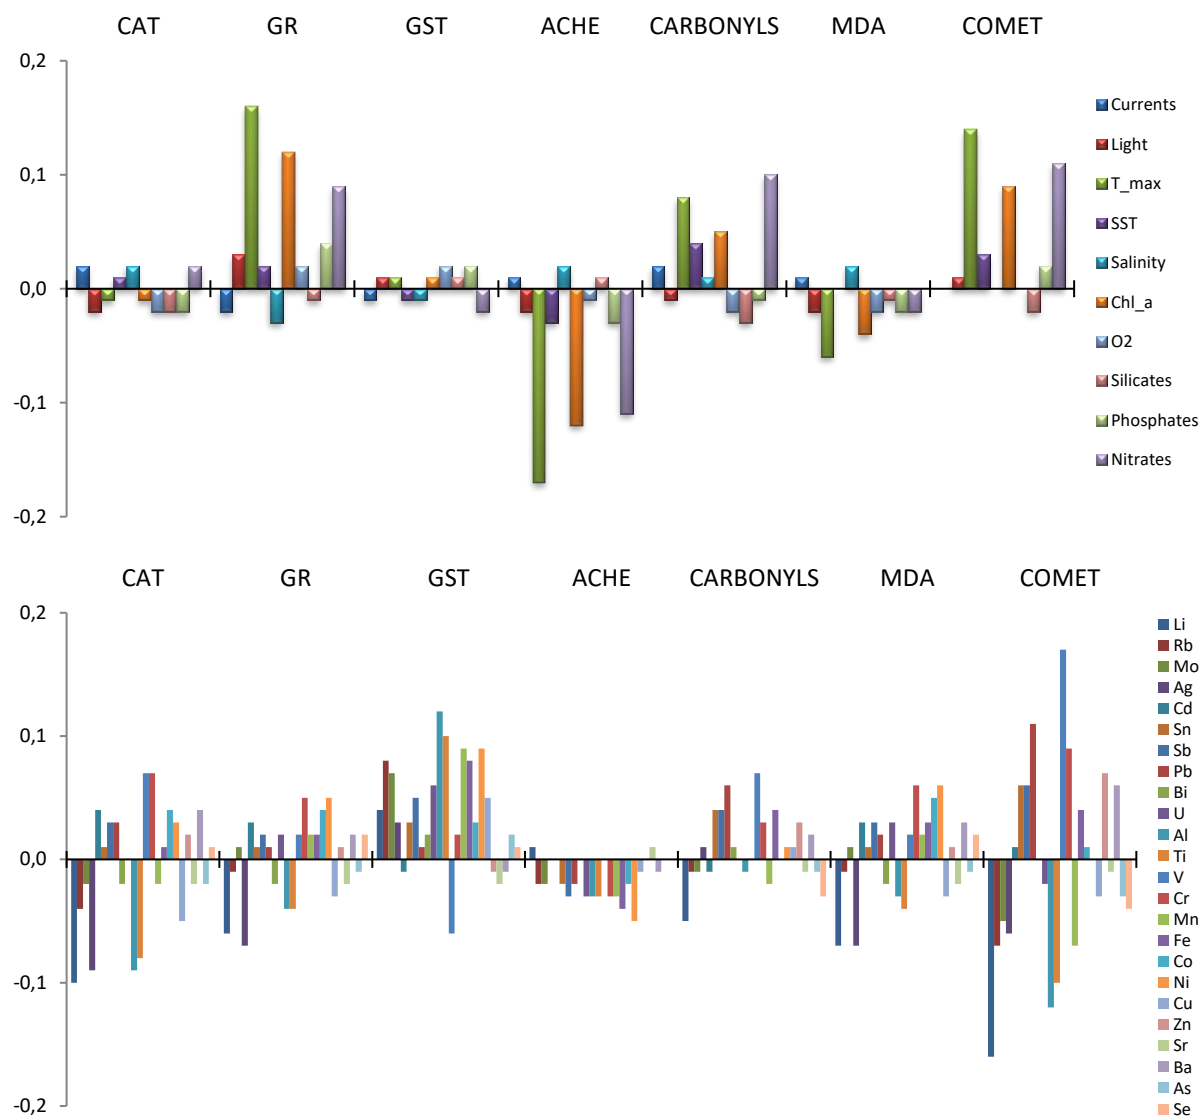 CAT GR GST ACHE CARBONYLS MDA COMET
0,2
0,1
0,0
-0,1
-0,2
Currents
Light
T_max
SST
Salinity
Chl_a
O2
Silicates
Phosphates
Nitrates
CAT GR GST ACHE CARBONYLS MDA COMET
0,2
0,1
0,0
-0,1
-0,2
Li
Rb
Mo
Ag
Cd
Sn
Sb
Pb
Bi
U
Al
Ti
V
Cr
Mn
Fe
Co
Ni
Cu
Zn
Sr
Ba
As
Se